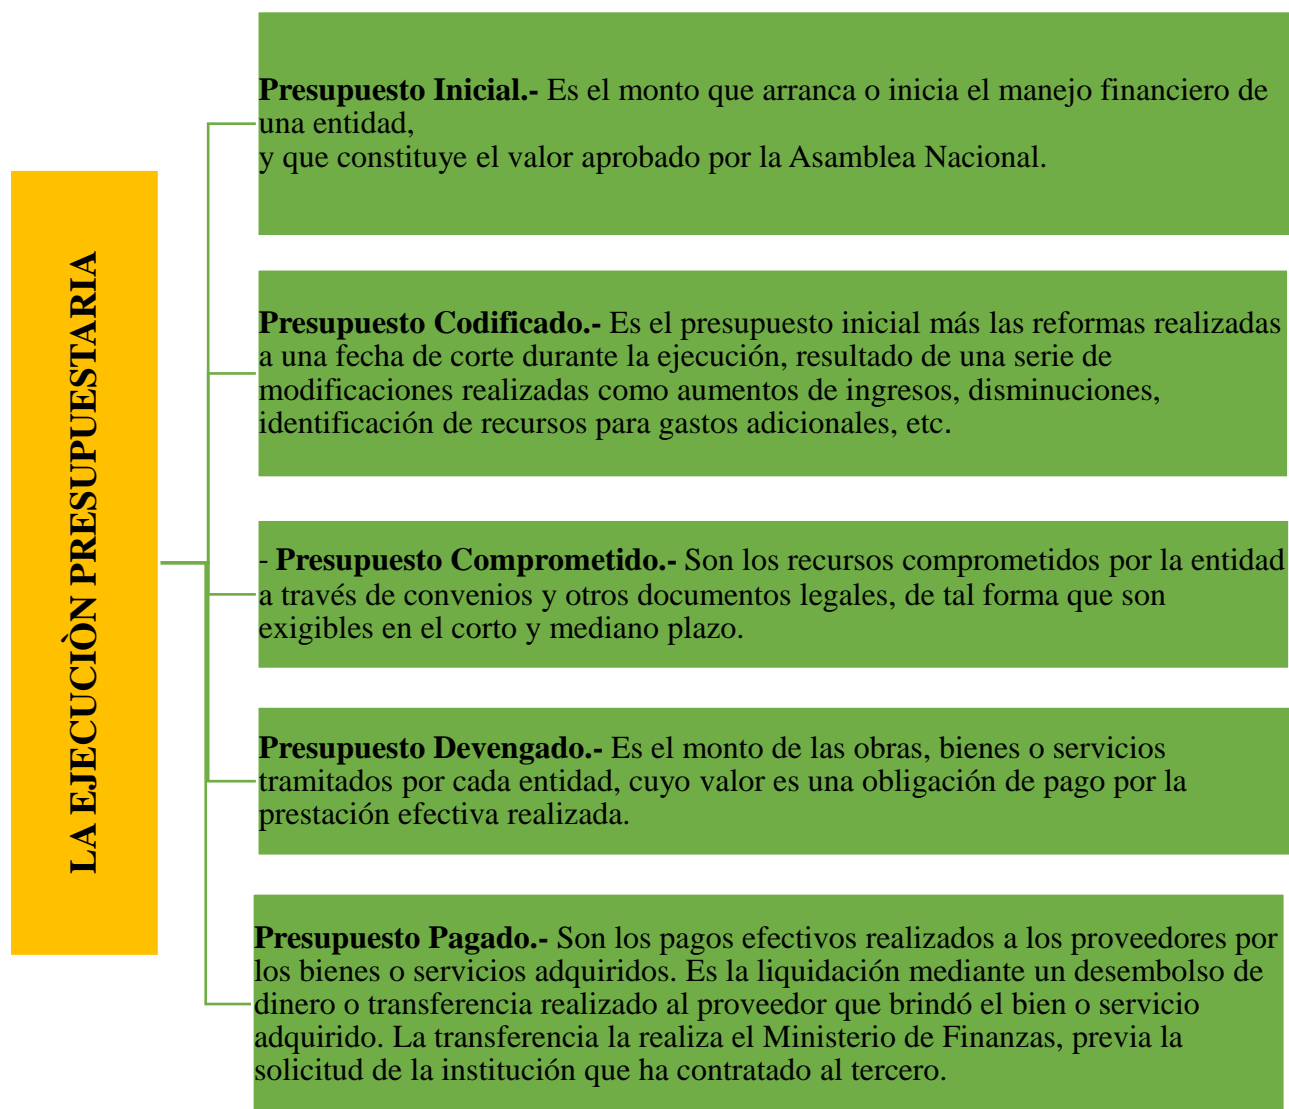 LA EJECUCIÒN PRESUPUESTARIA
Presupuesto Inicial.- Es el monto que arranca o inicia el manejo financiero de
una entidad,
y que constituye el valor aprobado por la Asamblea Nacional.
Presupuesto Codificado.- Es el presupuesto inicial más las reformas realizadas
a una fecha de corte durante la ejecución, resultado de una serie de
modificaciones realizadas como aumentos de ingresos, disminuciones,
identificación de recursos para gastos adicionales, etc.
- Presupuesto Comprometido.- Son los recursos comprometidos por la entidad
a través de convenios y otros documentos legales, de tal forma que son
exigibles en el corto y mediano plazo.
Presupuesto Devengado.- Es el monto de las obras, bienes o servicios
tramitados por cada entidad, cuyo valor es una obligación de pago por la
prestación efectiva realizada.
Presupuesto Pagado.- Son los pagos efectivos realizados a los proveedores por
los bienes o servicios adquiridos. Es la liquidación mediante un desembolso de
dinero o transferencia realizado al proveedor que brindó el bien o servicio
adquirido. La transferencia la realiza el Ministerio de Finanzas, previa la
solicitud de la institución que ha contratado al tercero.